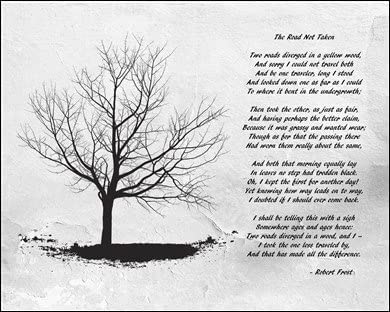 The Road Not Taken
Two roads diverged in a yellow wood,
And sorry I could not travel both
And be one traveler, long I stood
And looked down one as far as I could
To where it bent in the undergrowth;
Then took the other, as just as fair,
And having perhaps the better claim,
Because it was grassy and wanted wear;
Though as for that the passing there
Had worn them really about the same,
And both that morning equally lay
In leaves no step had trodden black.
Oh, I kept the first for another day!
Yet knowing how way leads on to way,
I doubted if I should ever come back.
I shall be telling this with a sigh
Somewhere ages and ages hence:
Two roads diverged in a wood, and I –
I took the one less traveled by,
And that has made all the difference.
- Robert Frost